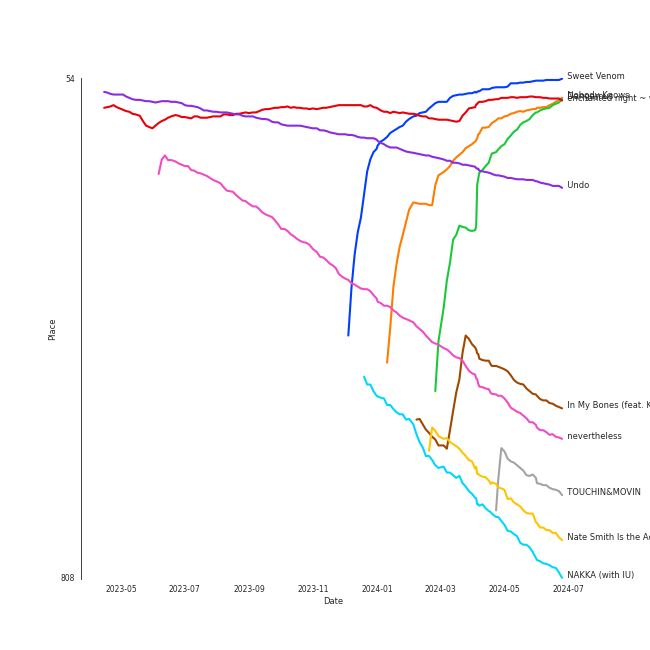 54
Sweet Venom
Nobody Knows
enchanted night ~
Undo
Place
In My Bones (feat. K
nevertheless
TOUCHIN&MOVIN
Nate Smith Is the A
NAKKA (with IU)
808
2023-05 2023-07 2023-09 2023-11 2024-01 2024-03 2024-05 2024-07
Date